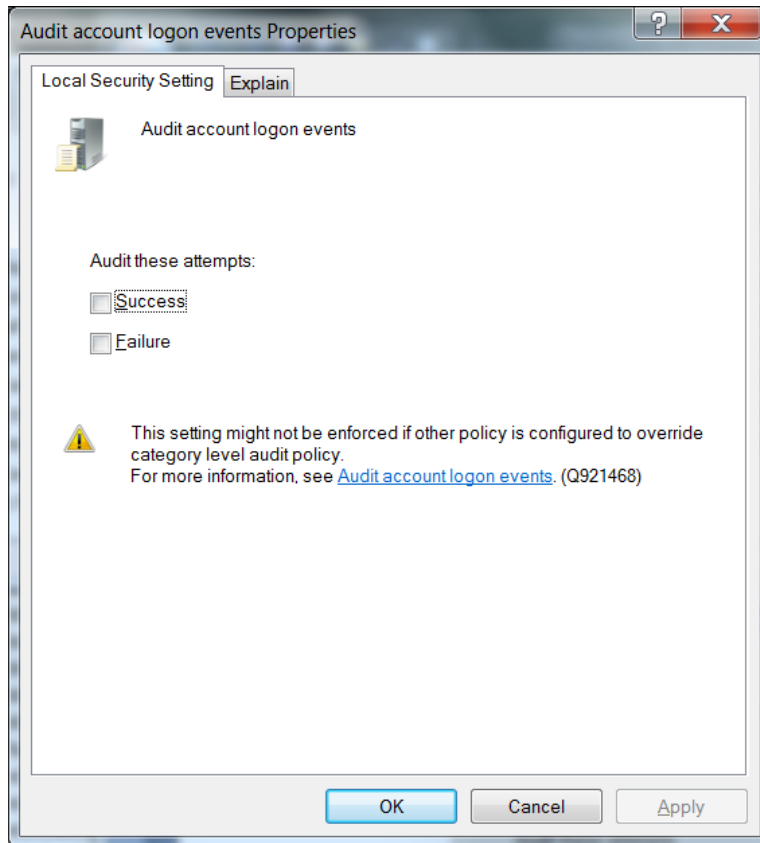 Audit account logon events Properties
?
X
Local Security Setting Explain
Audit account logon events
Audit these attempts:
Success
Failure
This setting might not be enforced if other policy is configured to override
category level audit policy.
For more information, see Audit account logon events. (Q921468)
OK Cancel Apply